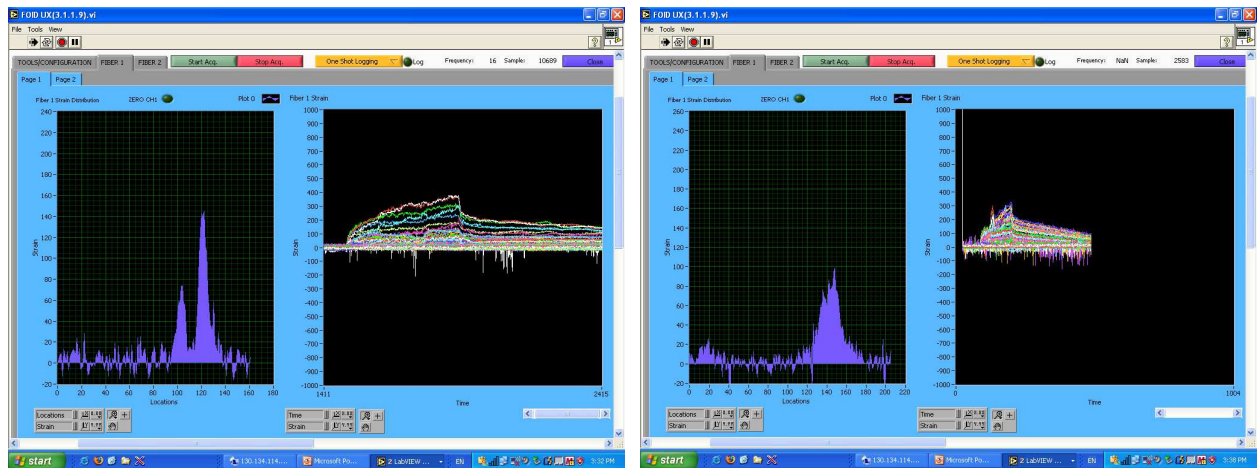 FOID UX(3.1.1.9).vi
File Tools View
TOOLS/CONFIGURATION FIBER 1 FIBER 2 Start Acq. Stop Acq. One Shot Logging Log Frequency: 16 Sample: 10689 Close
Page 1 Page 2
Fiber 1 Strain Distribution ZERO CH1 Plot 0 Fiber 1 Strain
240
220
200
180
160
140
120
100
80
60
40
20
0
-20
Strain
0 20 40 60 80 100 120 140 160 180
Locations
1000
900
800
700
600
500
400
300
200
100
0
-100
-200
-300
-400
-500
-600
-700
-800
-900
-1000
Strain
1411 2415
Time
Locations
Strain
Time
Strain
start 130.134.114.... Microsoft Po... 2 LabVIEW ... EN 3:32 PM
FOID UX(3.1.1.9).vi
File Tools View
TOOLS/CONFIGURATION FIBER 1 FIBER 2 Start Acq. Stop Acq. One Shot Logging Log Frequency: NaN Sample: 2583 Close
Page 1 Page 2
Fiber 1 Strain Distribution ZERO CH1 Plot 0 Fiber 1 Strain
260
240
220
200
180
160
140
120
100
80
60
40
20
0
-20
Strain
0 20 40 60 80 100 120 140 160 180 200 220
Locations
1000
900
800
700
600
500
400
300
200
100
0
-100
-200
-300
-400
-500
-600
-700
-800
-900
-1000
Strain
0 1004
Time
Locations
Strain
Time
Strain
start 130.134.114.... Microsoft Po... 2 LabVIEW ... EN 3:38 PM